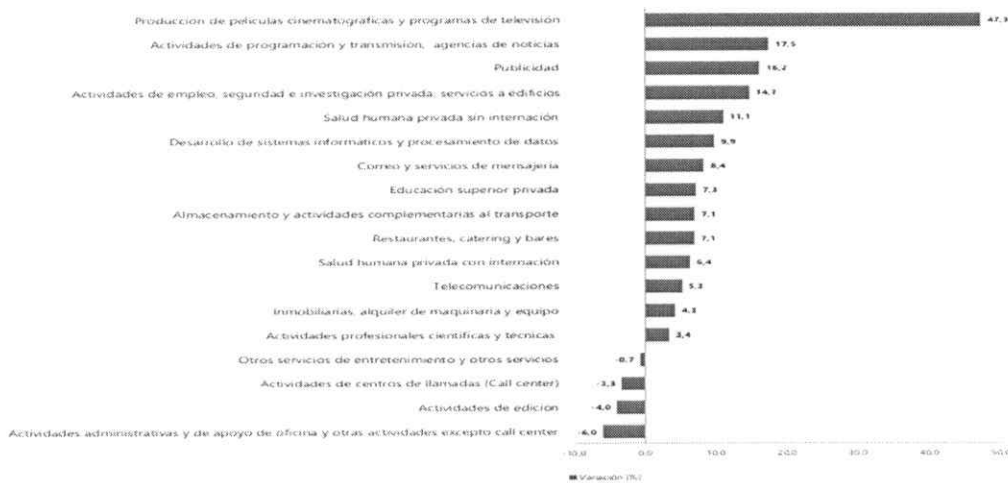 Produccion de películas cinematográficas y programas de televisión 47,3
Actividades de programación y transmisión, agencias de noticias 17,5
Publicidad 16,2
Actividades de empleo, seguridad e investigación privada, servicios a edificios 14,7
Salud humana privada sin internación 11,1
Desarrollo de sistemas informáticos y procesamiento de datos 9,9
Correo y servicios de mensajería 8,4
Educación superior privada 7,3
Almacenamiento y actividades complementarias al transporte 7,1
Restaurantes, catering y bares 7,1
Salud humana privada con internación 6,4
Telecomunicaciones 5,3
Inmobiliarias, alquiler de maquinaria y equipo 4,3
Actividades profesionales científicas y técnicas 3,4
Otros servicios de entretenimiento y otros servicios -0,7
Actividades de centros de llamadas (Call center) -3,3
Actividades de edición -4,0
Actividades administrativas y de apoyo de oficina y otras actividades excepto call center -6,0
-10,0 0,0 10,0 20,0 30,0 40,0 50,0
Variación (%)